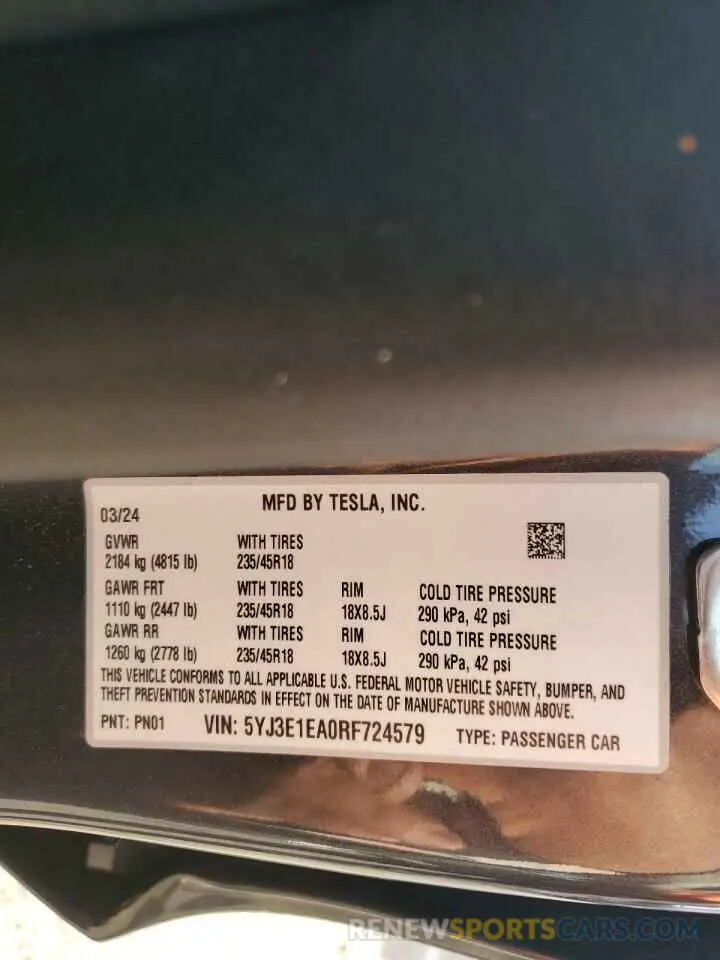 MFD BY TESLA, INC.
03/24
GVWR WITH TIRES
2184 kg (4815 lb) 235/45R18
GAWR FRT WITH TIRES RIM COLD TIRE PRESSURE
1110 kg (2447 lb) 235/45R18 18X8.5J 290 kPa, 42 psi
GAWR RR WITH TIRES RIM COLD TIRE PRESSURE
1260 kg (2778 lb) 235/45R18 18X8.5J 290 kPa, 42 psi
THIS VEHICLE CONFORMS TO ALL APPLICABLE U.S. FEDERAL MOTOR VEHICLE SAFETY, BUMPER, AND
THEFT PREVENTION STANDARDS IN EFFECT ON THE DATE OF MANUFACTURE SHOWN ABOVE.
PNT: PN01 VIN: 5YJ3E1EA0RF724579 TYPE: PASSENGER CAR
RENEWSPORTSCARS.COM